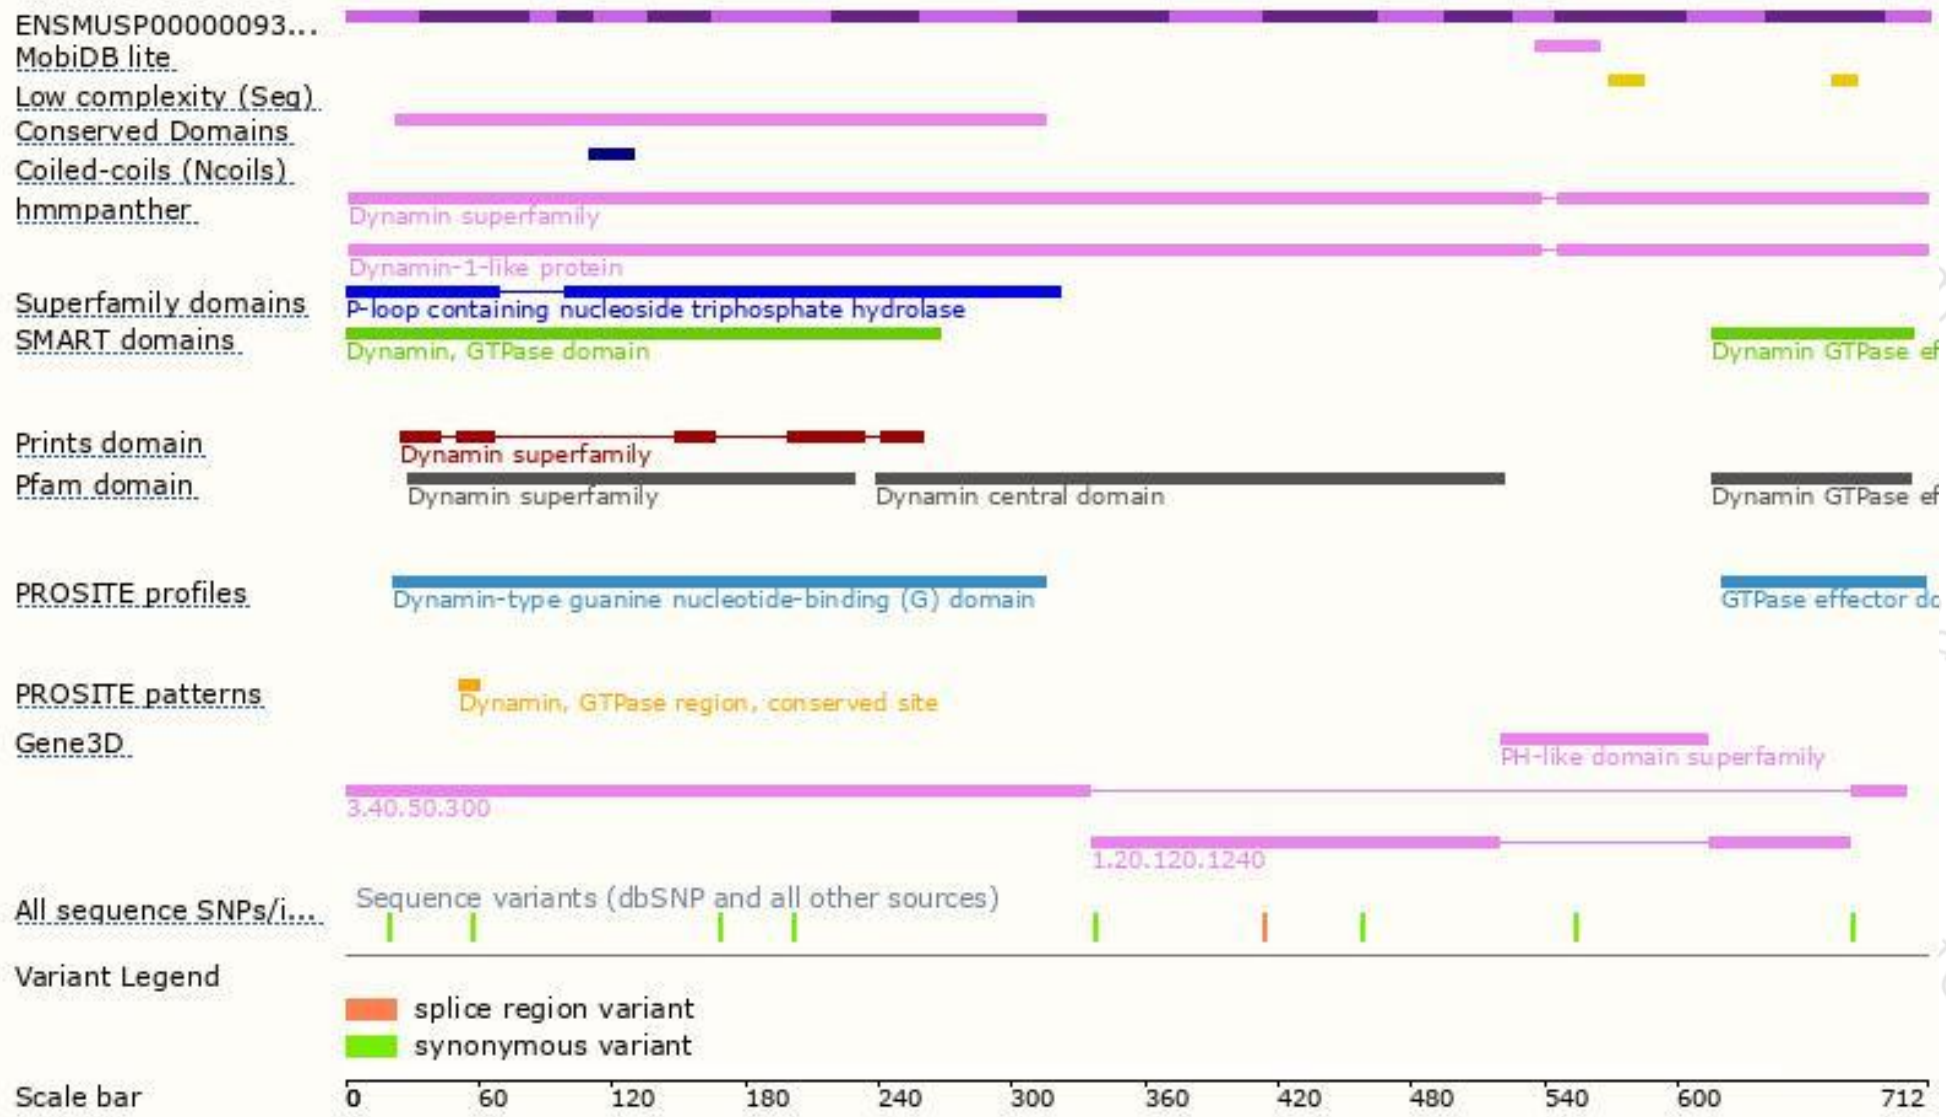 ENSMUSP00000093...
MobiDB lite
Low complexity (Seg)
Conserved Domains
Coiled-coils (Ncoils)
hmmpanther
Dynamin superfamily
Dynamin-1-like protein
Superfamily domains
P-loop containing nucleoside triphosphate hydrolase
SMART domains
Dynamin, GTPase domain
Dynamin GTPase ef
Prints domain
Dynamin superfamily
Pfam domain
Dynamin superfamily
Dynamin central domain
Dynamin GTPase ef
PROSITE profiles
Dynamin-type guanine nucleotide-binding (G) domain
GTPase effector do
PROSITE patterns
Dynamin, GTPase region, conserved site
Gene3D
PH-like domain superfamily
3.40.50.300
1.20.120.1240
Sequence variants (dbSNP and all other sources)
All sequence SNPs/i...
Variant Legend
splice region variant
synonymous variant
Scale bar
0 60 120 180 240 300 360 420 480 540 600 712